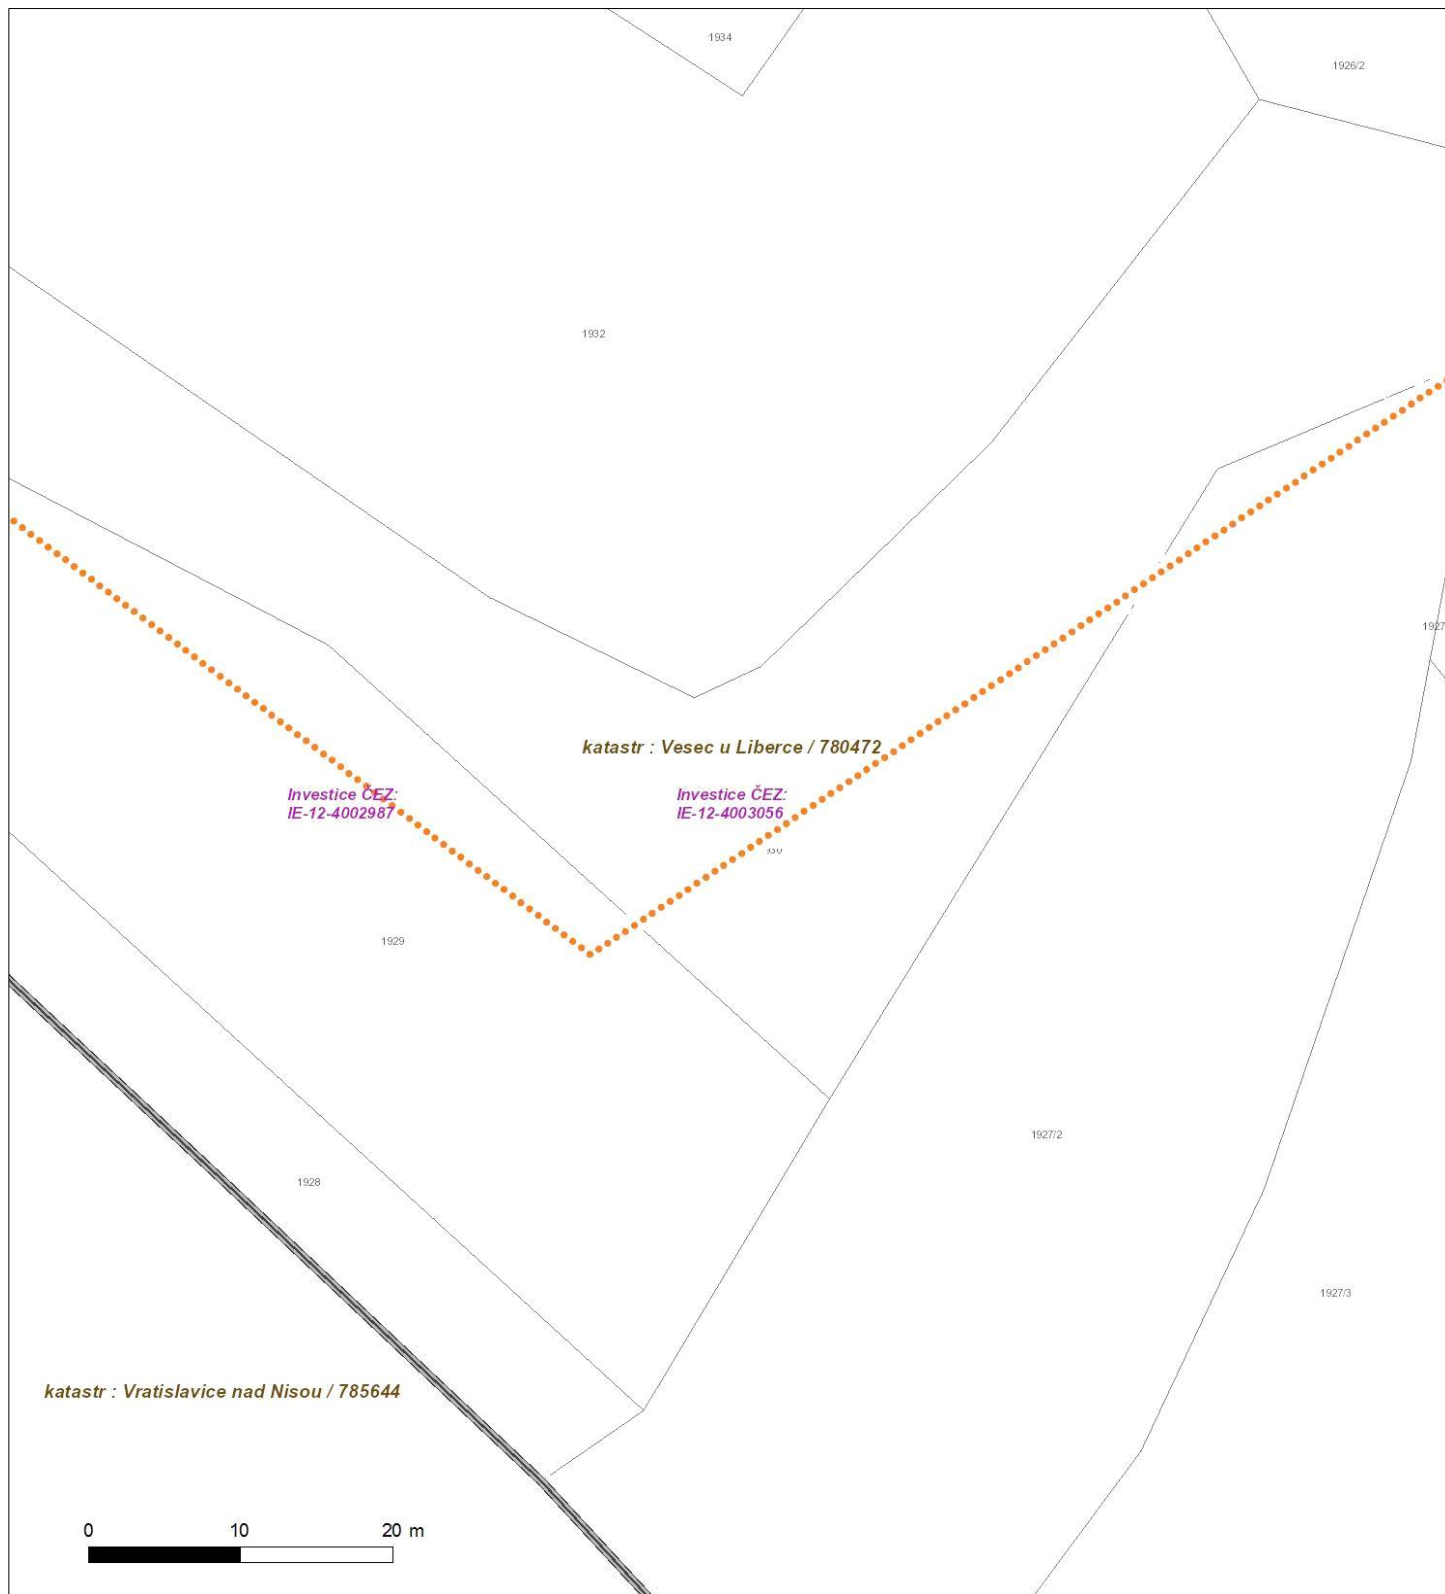 1934
1926/2
1932
1927
katastr : Vesec u Liberce / 780472
Investice ČEZ:
IE-12-4002987
Investice ČEZ:
IE-12-4003056
1929
1927/2
1928
1927/3
katastr : Vratislavice nad Nisou / 785644
0 10 20 m